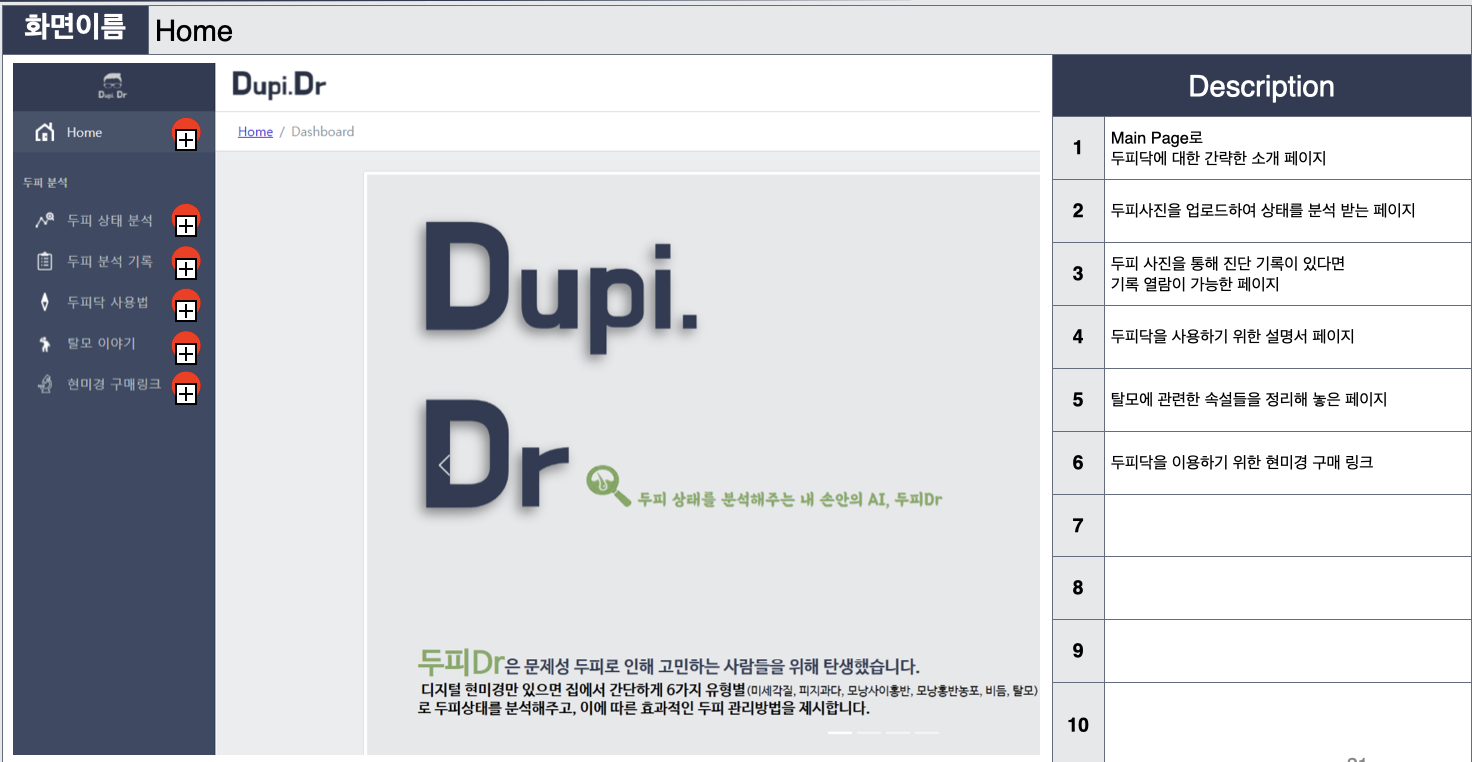 화면이름 Home
Dupi. Dr
Dupi.Dr
Home
Home / Dashboard
두피 분석
두피 상태 분석
두피 분석 기록
두피닥 사용법
탈모 이야기
현미경 구매링크
Dupi.
Dr
두피 상태를 분석해주는 내 손안의 AI, 두피Dr
두피Dr은 문제성 두피로 인해 고민하는 사람들을 위해 탄생했습니다.
디지털 현미경만 있으면 집에서 간단하게 6가지 유형별(미세각질, 피지과다, 모낭사이홍반, 모낭홍반농포, 비듬, 탈모)
로 두피상태를 분석해주고, 이에 따른 효과적인 두피 관리방법을 제시합니다.
Description
1 Main Page로
두피닥에 대한 간략한 소개 페이지
2 두피사진을 업로드하여 상태를 분석 받는 페이지
3 두피 사진을 통해 진단 기록이 있다면
기록 열람이 가능한 페이지
4 두피닥을 사용하기 위한 설명서 페이지
5 탈모에 관련한 속설들을 정리해 놓은 페이지
6 두피닥을 이용하기 위한 현미경 구매 링크
7
8
9
10